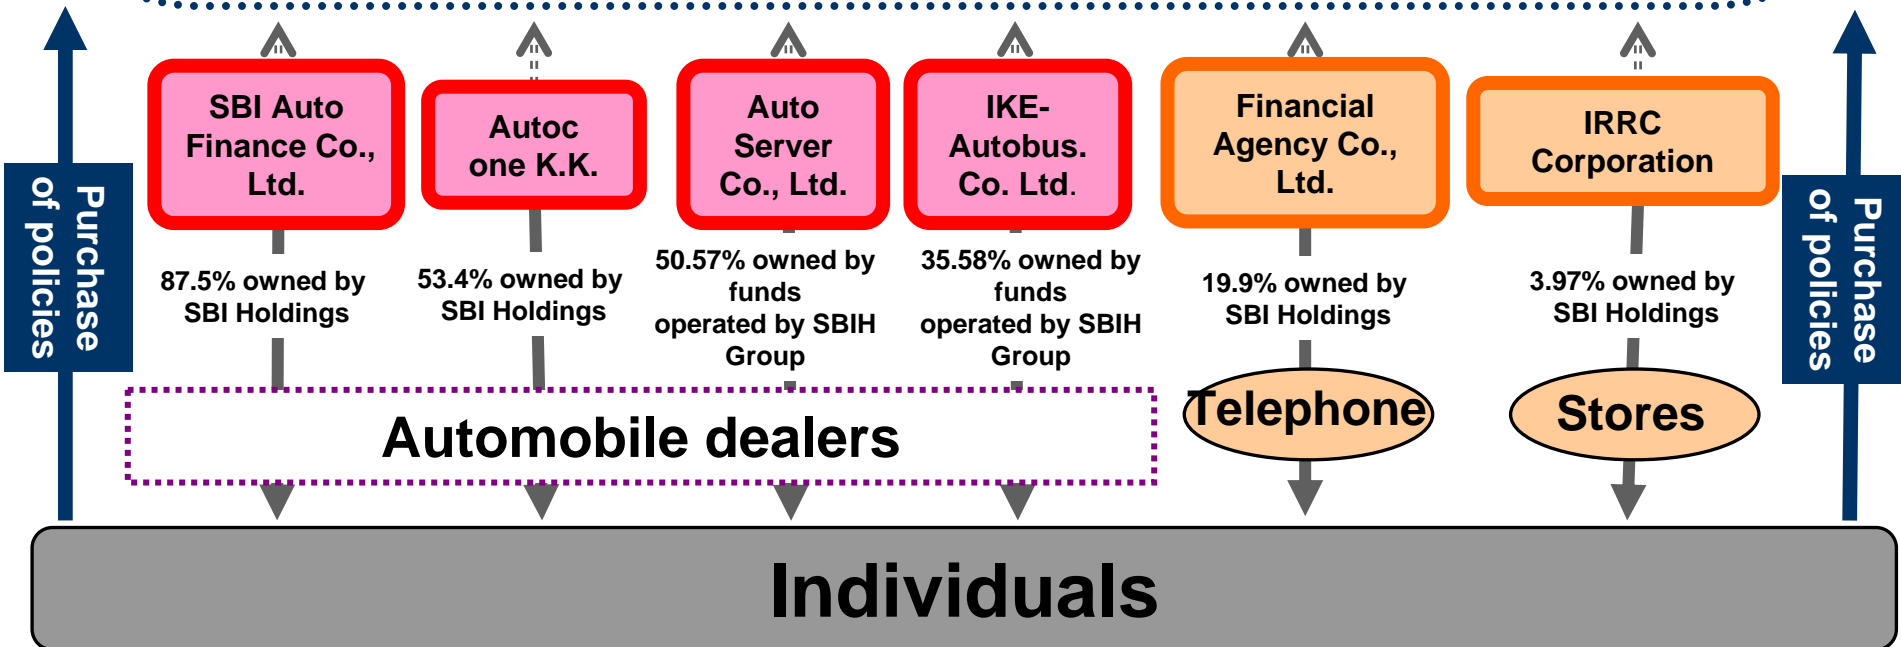 Purchase
of policies
SBI Auto
Finance Co.,
Ltd.
Autoc
one K.K.
Auto
Server
Co., Ltd.
IKE-
Autobus.
Co. Ltd.
Financial
Agency Co.,
Ltd.
IRRC
Corporation
Purchase
of policies
87.5% owned by
SBI Holdings
53.4% owned by
SBI Holdings
50.57% owned by
funds
operated by SBIH
Group
35.58% owned by
funds
operated by SBIH
Group
19.9% owned by
SBI Holdings
3.97% owned by
SBI Holdings
Automobile dealers
Telephone
Stores
Individuals